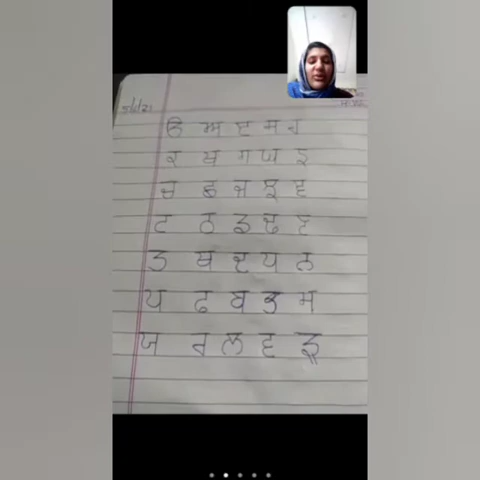 ੳ ਅ ੲ ਸ ਹ
ਕ ਖ ਗ ਘ ਙ
ਚ ਛ ਜ ਝ ਞ
ਟ ਠ ਡ ਢ ਣ
ਤ ਥ ਦ ਧ ਨ
ਪ ਫ ਬ ਭ ਮ
ਯ ਰ ਲ ਵ ੜ